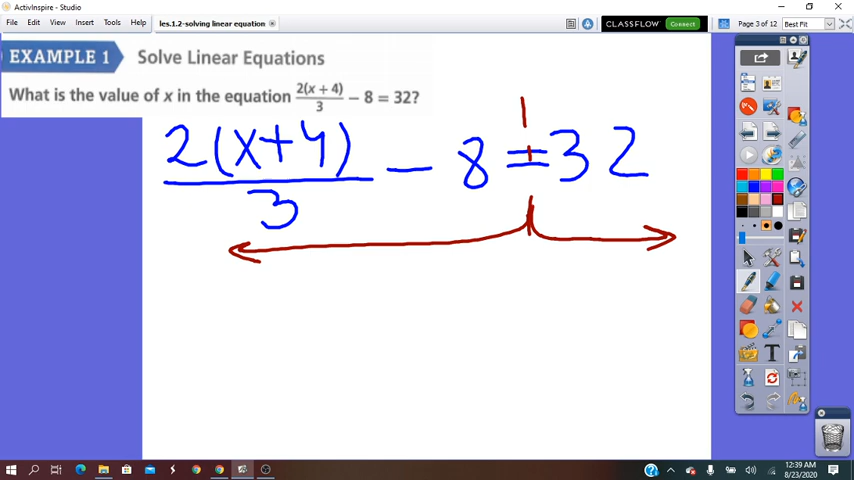 ActivInspire - Studio
File Edit View Insert Tools Help
les.1.2-solving linear equation
CLASSFLOW Connect
Page 3 of 12 Best Fit
EXAMPLE 1 Solve Linear Equations
What is the value of x in the equation 2(x + 4)/3 − 8 = 32?
2(x+4)/3 − 8 = 32
12:39 AM
8/23/2020